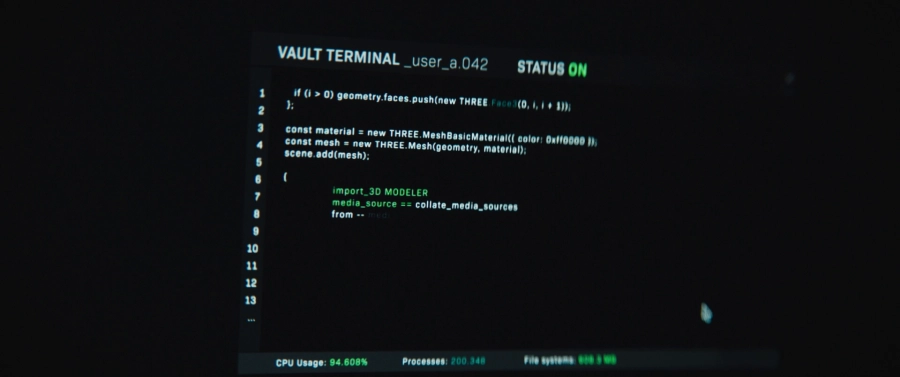 VAULT TERMINAL _user_a.042 STATUS ON
1 if (i > 0) geometry.faces.push(new THREE Face3(0, i, i + 1));
2 };
3 const material = new THREE.MeshBasicMaterial({ color: 0xff0000 });
4 const mesh = new THREE.Mesh(geometry, material);
5 scene.add(mesh);
6 {
7 import_3D MODELER
8 media_source == collate_media_sources
from --
9
10
11
12
13
...
CPU Usage: 94.608% Processes: 200.346 File systems: